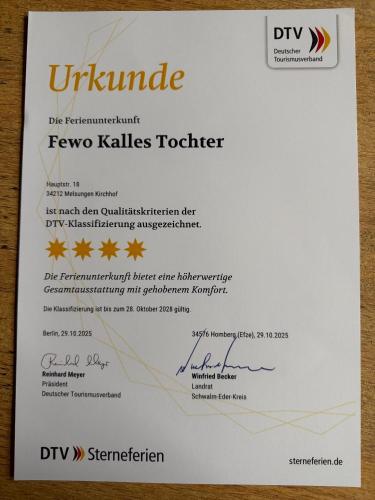 DTV
Deutscher
Tourismusverband
Urkunde
Die Ferienunterkunft
Fewo Kalles Tochter
Hauptstr. 18
34212 Melsungen Kirchhof
ist nach den Qualitätskriterien der
DTV-Klassifizierung ausgezeichnet.
Die Ferienunterkunft bietet eine höherwertige
Gesamtausstattung mit gehobenem Komfort.
Die Klassifizierung ist bis zum 28. Oktober 2028 gültig.
Berlin, 29.10.2025
34576 Homberg (Efze), 29.10.2025
Reinhard Meyer
Präsident
Deutscher Tourismusverband
Winfried Becker
Landrat
Schwalm-Eder-Kreis
DTV Sterneferien
sterneferien.de